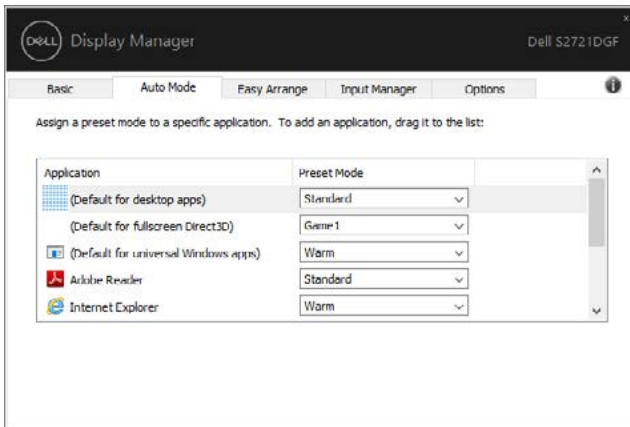 DELL Display Manager
Dell S2721DGF
Basic Auto Mode Easy Arrange Input Manager Options
Assign a preset mode to a specific application. To add an application, drag it to the list:
Application Preset Mode
(Default for desktop apps) Standard
(Default for fullscreen Direct3D) Game1
(Default for universal Windows apps) Warm
Adobe Reader Standard
Internet Explorer Warm